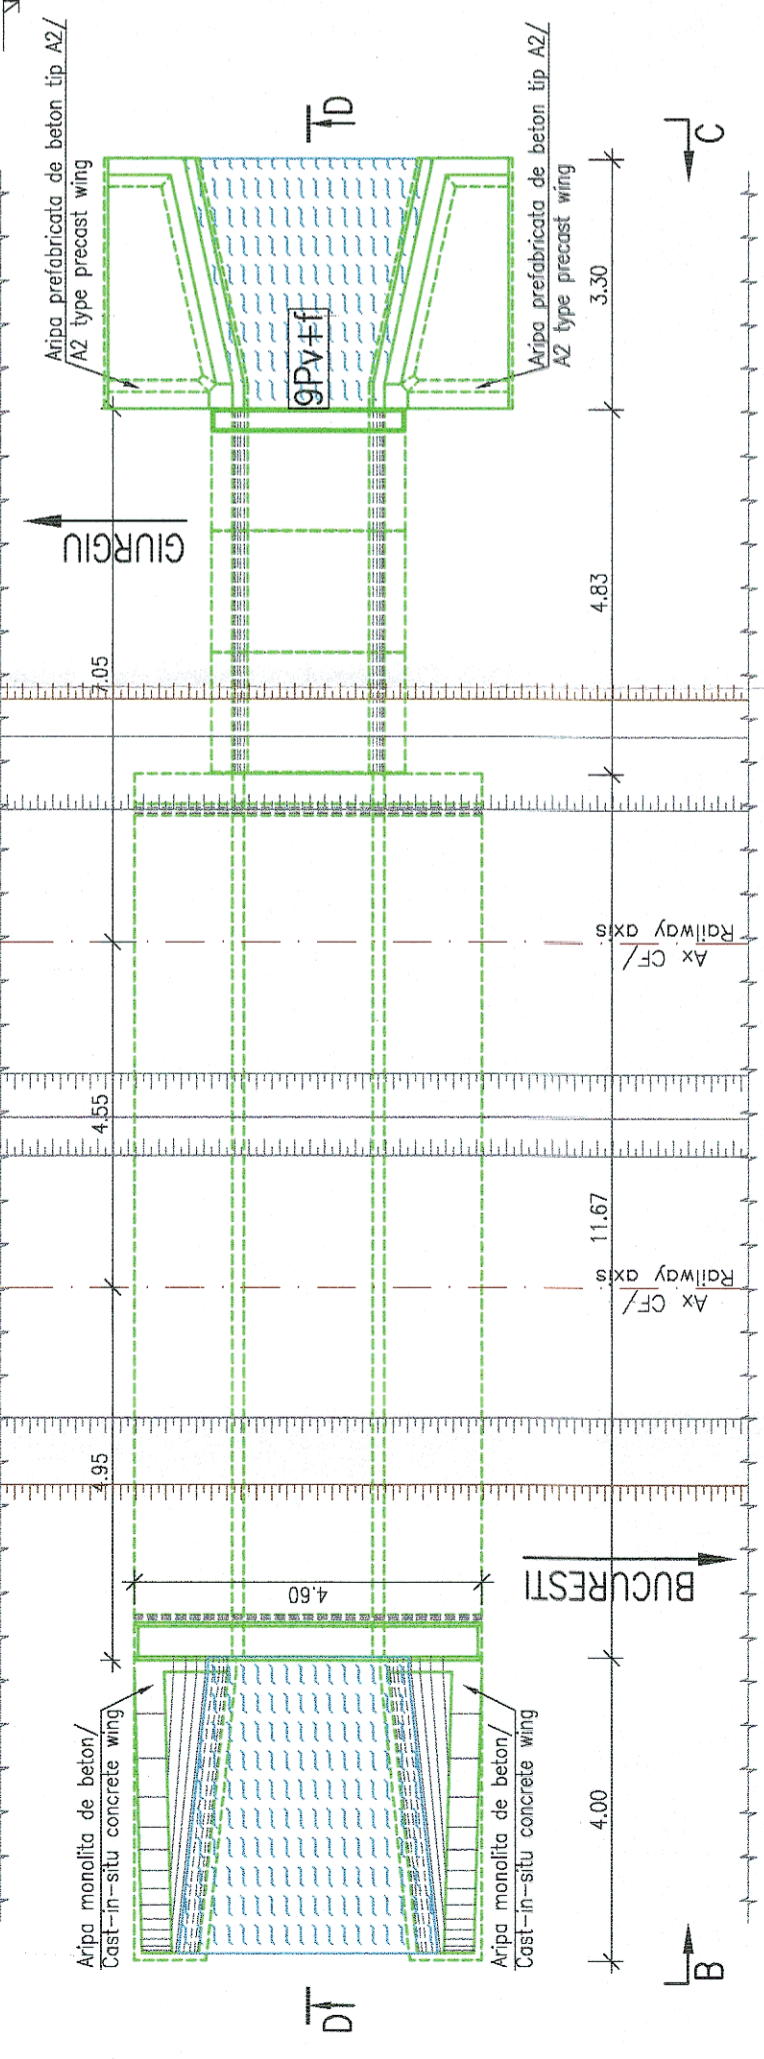 Aripa prefabricata de beton tip A2/
A2 type precast wing
D
Aripa prefabricata de beton tip A2/
A2 type precast wing
C
gPv+f
3.30
GIURGIU
4.83
7.05
Ax CF/
Railway axis
4.55
11.67
Ax CF/
Railway axis
4.95
4.60
BUCURESTI
Aripa monolita de beton/
Cast-in-situ concrete wing
Aripa monolita de beton/
Cast-in-situ concrete wing
4.00
D
B